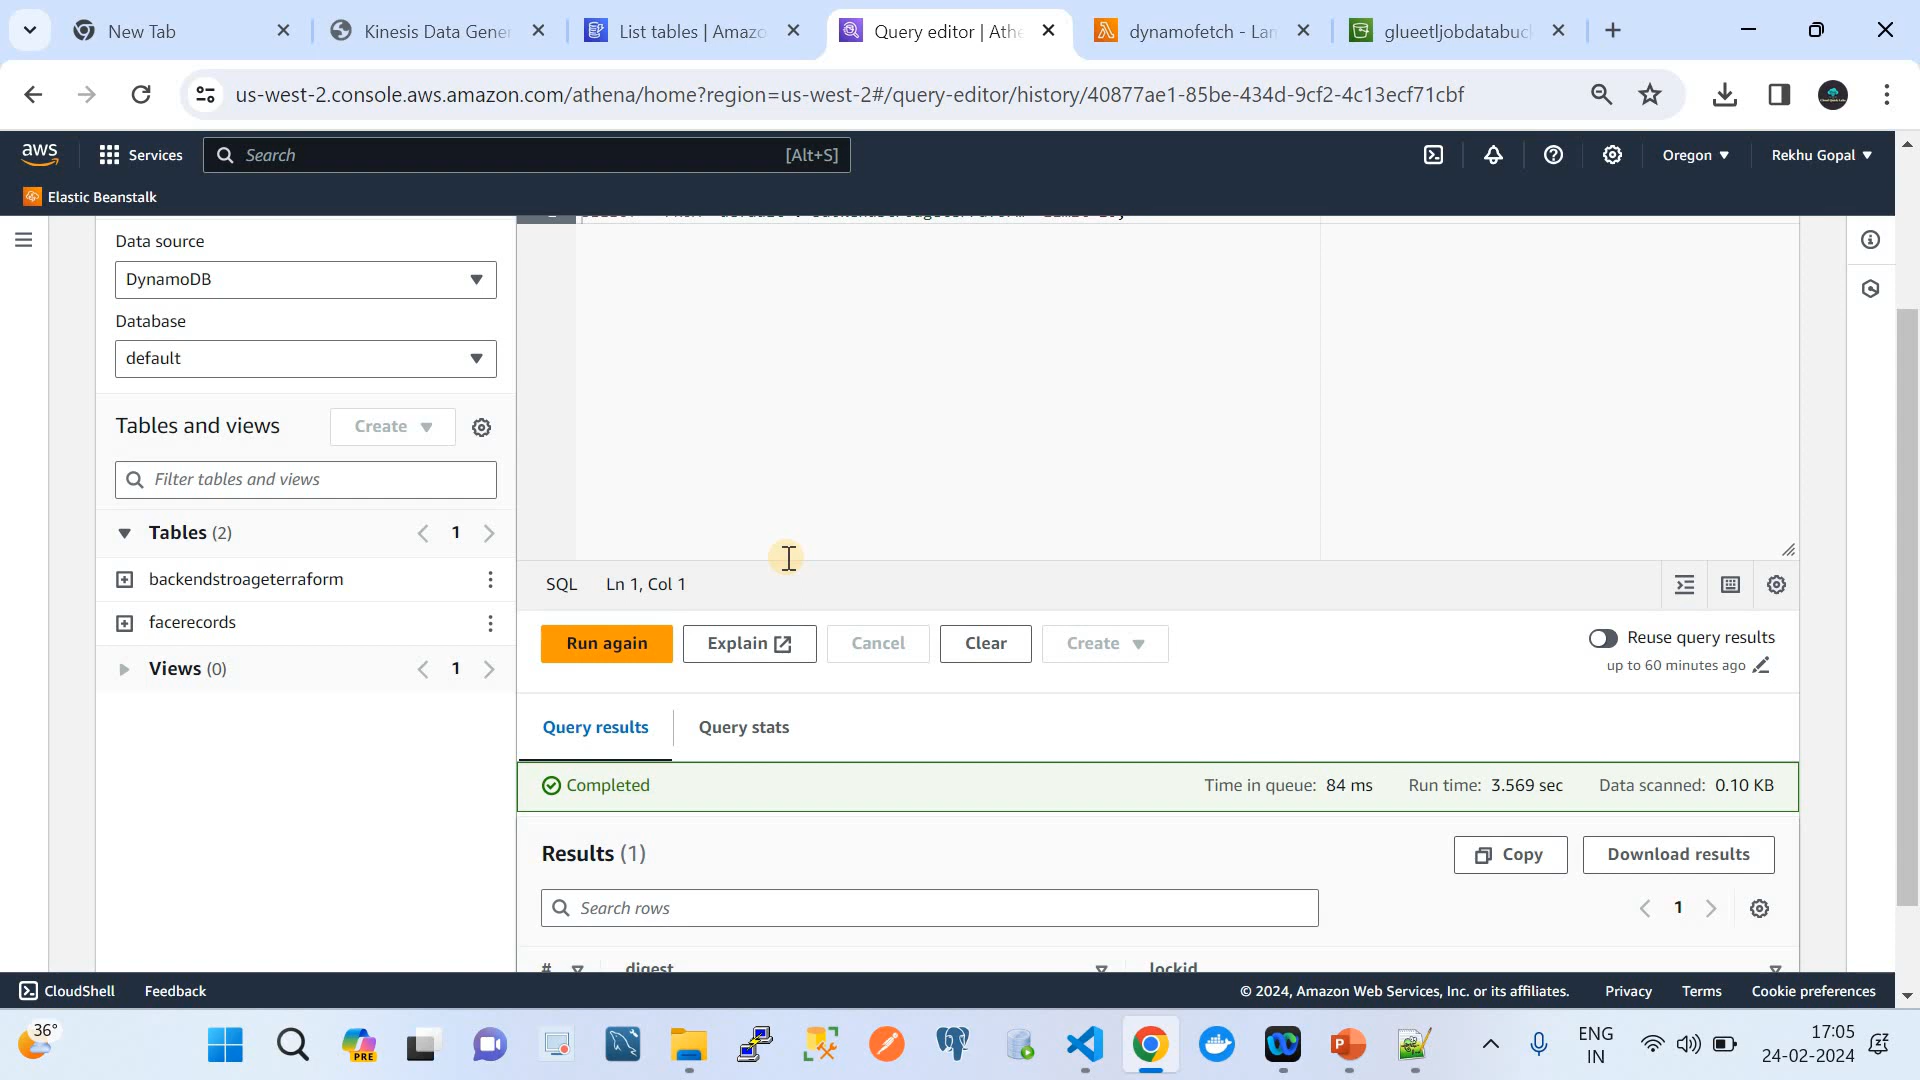 New Tab
Kinesis Data Gene
List tables | Amazo
Query editor | Athe
dynamofetch - Lam
glueetljobdatabuc
us-west-2.console.aws.amazon.com/athena/home?region=us-west-2#/query-editor/history/40877ae1-85be-434d-9cf2-4c13ecf71cbf
aws
Services
Search
[Alt+S]
Oregon
Rekhu Gopal
Elastic Beanstalk
Data source
DynamoDB
Database
default
Tables and views
Create
Filter tables and views
Tables (2)
1
backendstroageterraform
facerecords
Views (0)
1
SQL
Ln 1, Col 1
Run again
Explain
Cancel
Clear
Create
Reuse query results
up to 60 minutes ago
Query results
Query stats
Completed
Time in queue: 84 ms
Run time: 3.569 sec
Data scanned: 0.10 KB
Results (1)
Copy
Download results
Search rows
1
#
digest
lockid
CloudShell
Feedback
© 2024, Amazon Web Services, Inc. or its affiliates.
Privacy
Terms
Cookie preferences
36°
PRE
ENG
IN
17:05
24-02-2024